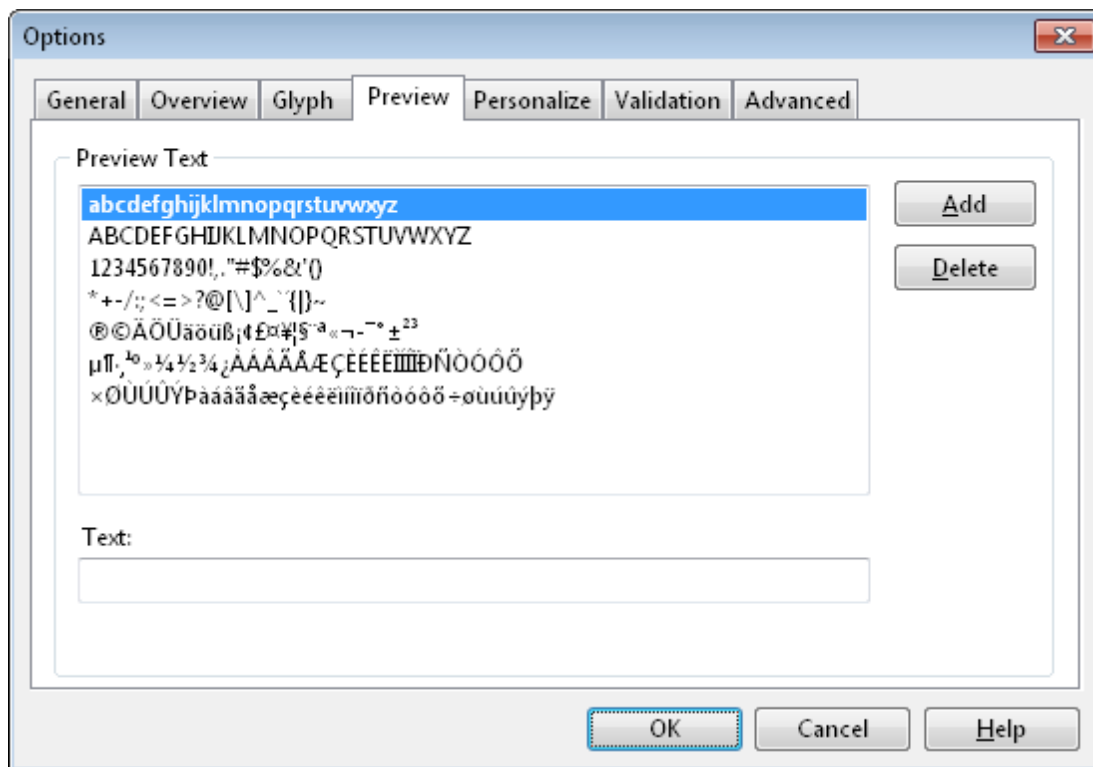 Options
General Overview Glyph Preview Personalize Validation Advanced
Preview Text
abcdefghijklmnopqrstuvwxyz
Add
ABCDEFGHIJKLMNOPQRSTUVWXYZ
1234567890!,."#$%&'()
Delete
*+-/:;<=>?@[\]^_`{|}~
®©ÄÖÜäöüß¡¢£¤¥¦§¨ª«¬-¯°±²³
µ¶·¸¹º»¼½¾¿ÀÁÂÃÅÆÇÈÉÊËÌÍÎÏÐÑÒÓÔÕ
×ØÙÚÛÝÞàáâãåæçèéêëìíîïðñòóôõ÷øùúûýþÿ
Text:
OK Cancel Help